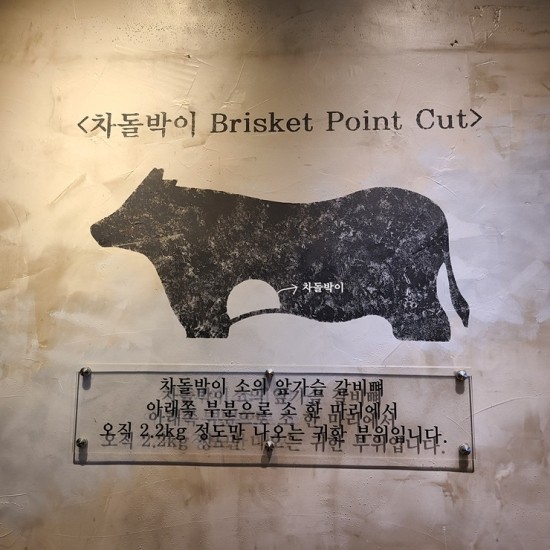 <차돌박이 Brisket Point Cut>
차돌박이
차돌박이 소의 앞가슴 갈비뼈
아래쪽 부분으로 소 한 마리에서
오직 2.2kg 정도만 나오는 귀한 부위입니다.